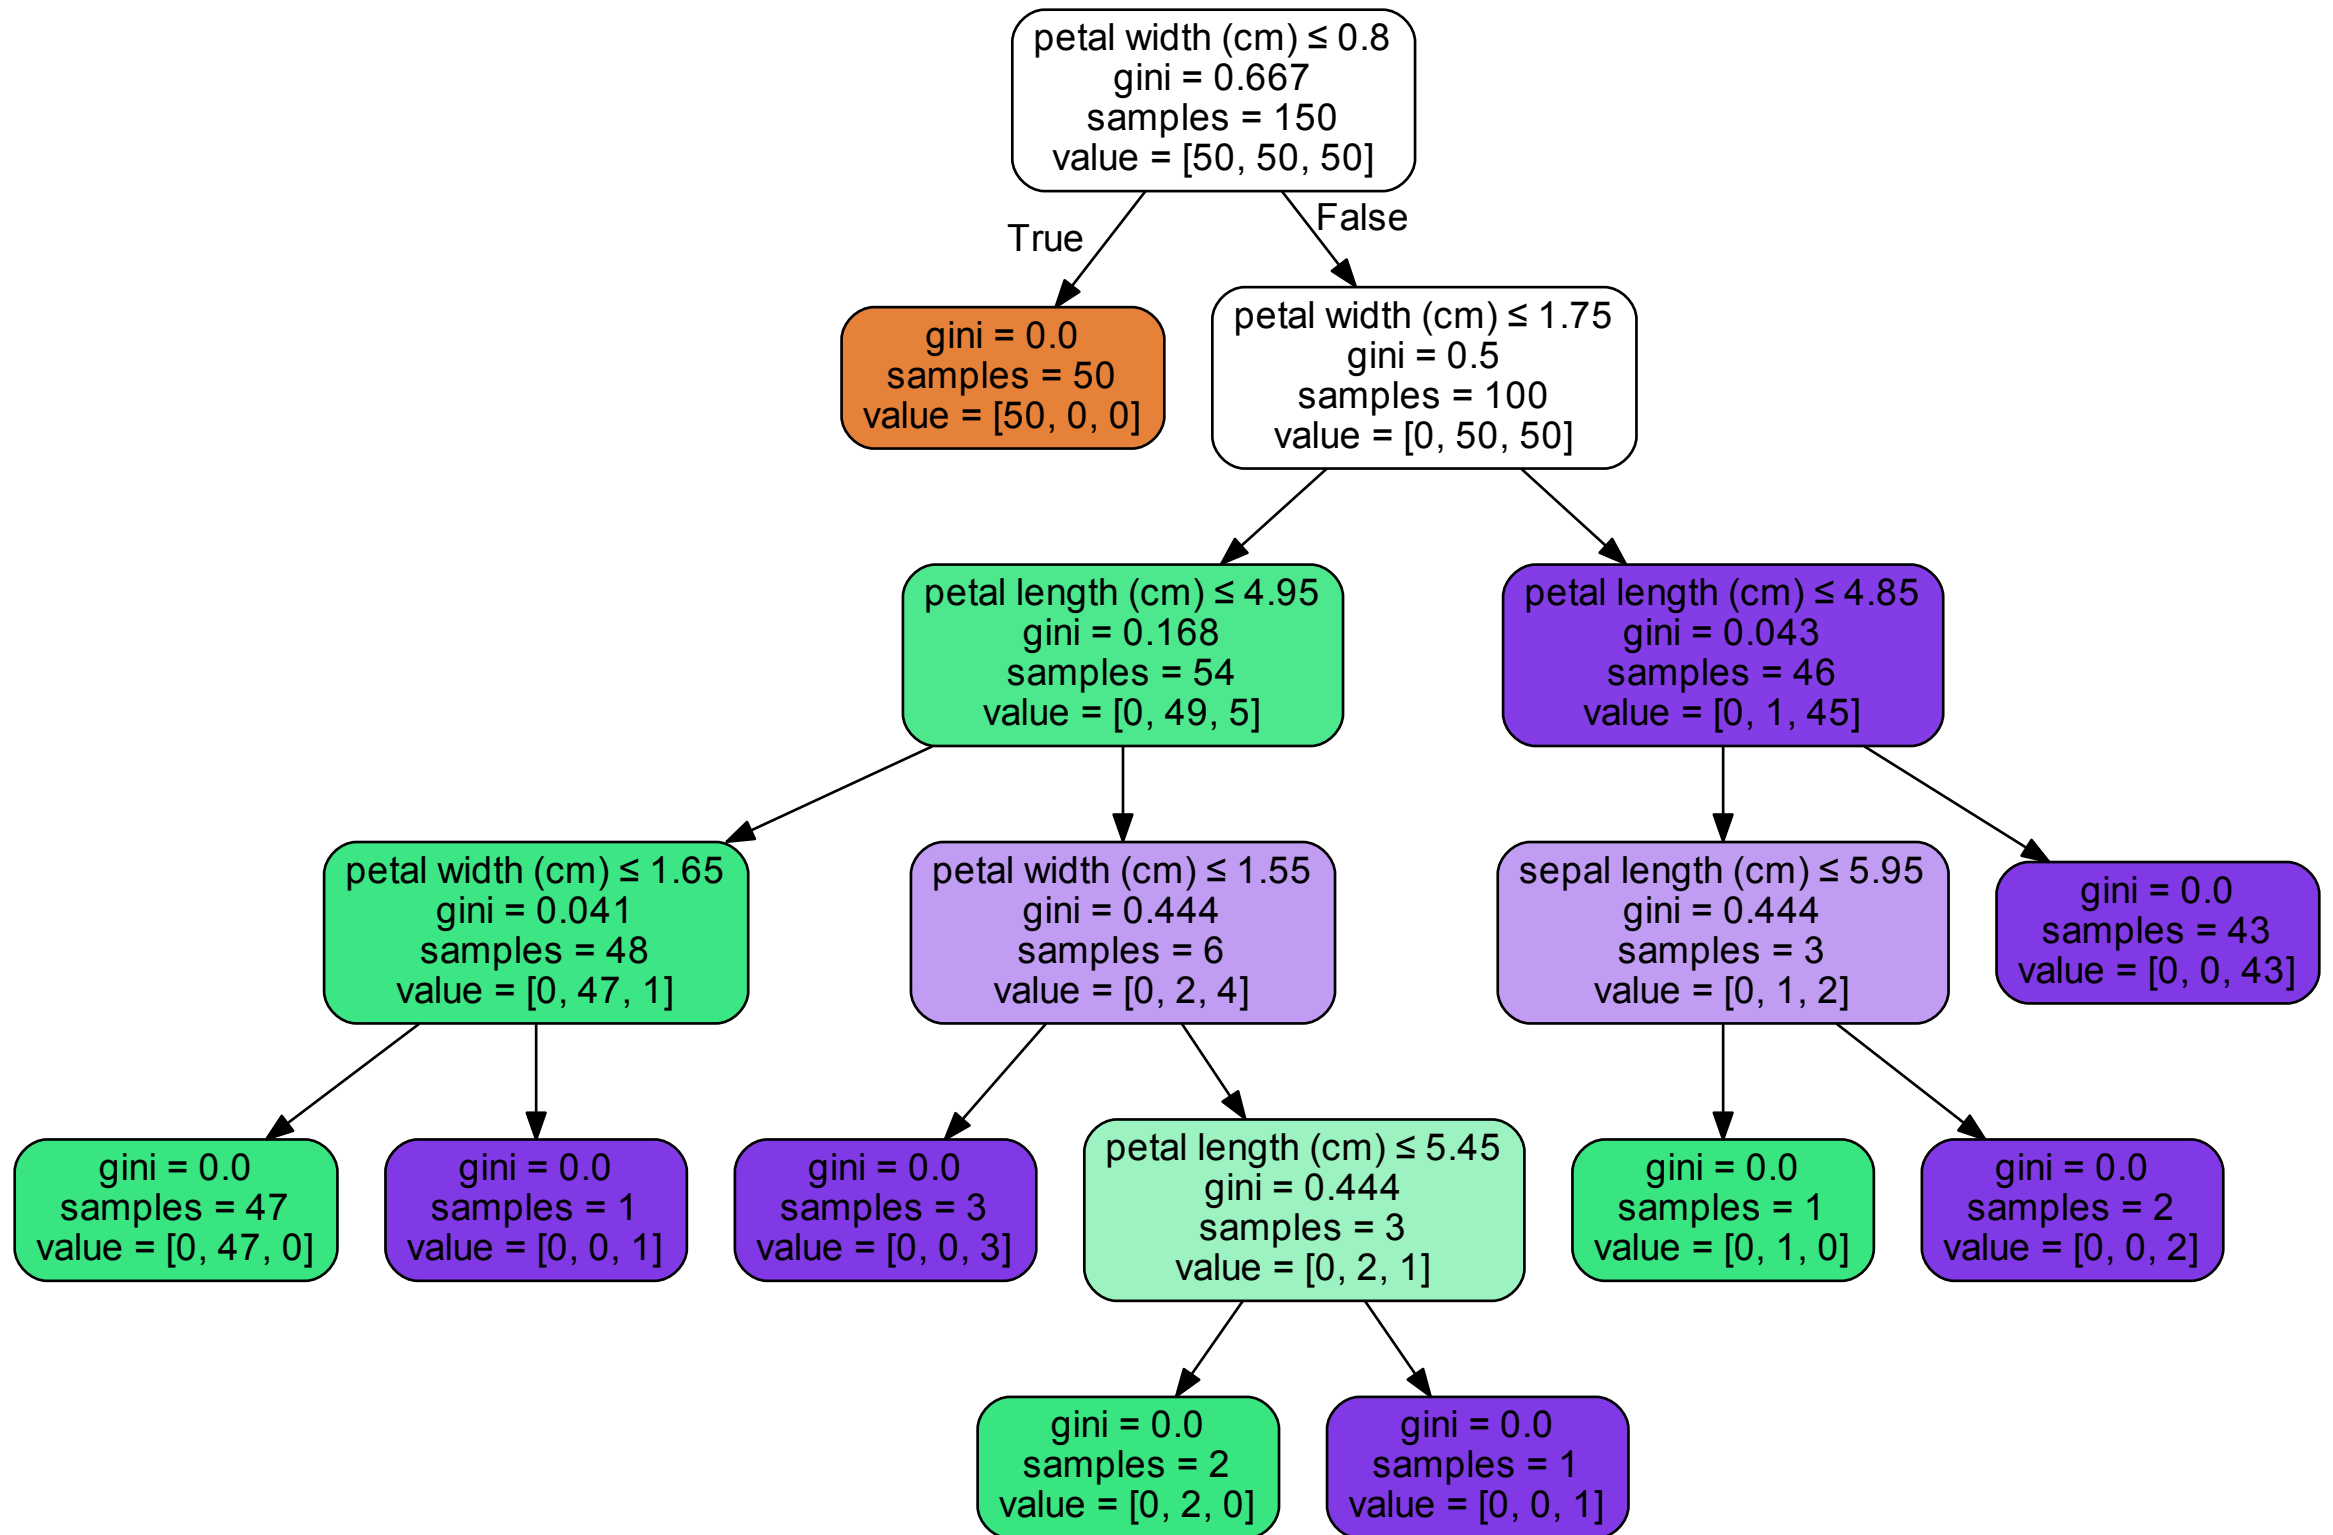 petal width (cm) ≤ 0.8
gini = 0.667
samples = 150
value = [50, 50, 50]
True
False
gini = 0.0
samples = 50
value = [50, 0, 0]
petal width (cm) ≤ 1.75
gini = 0.5
samples = 100
value = [0, 50, 50]
petal length (cm) ≤ 4.95
gini = 0.168
samples = 54
value = [0, 49, 5]
petal length (cm) ≤ 4.85
gini = 0.043
samples = 46
value = [0, 1, 45]
petal width (cm) ≤ 1.65
gini = 0.041
samples = 48
value = [0, 47, 1]
petal width (cm) ≤ 1.55
gini = 0.444
samples = 6
value = [0, 2, 4]
sepal length (cm) ≤ 5.95
gini = 0.444
samples = 3
value = [0, 1, 2]
gini = 0.0
samples = 43
value = [0, 0, 43]
gini = 0.0
samples = 47
value = [0, 47, 0]
gini = 0.0
samples = 1
value = [0, 0, 1]
gini = 0.0
samples = 3
value = [0, 0, 3]
petal length (cm) ≤ 5.45
gini = 0.444
samples = 3
value = [0, 2, 1]
gini = 0.0
samples = 1
value = [0, 1, 0]
gini = 0.0
samples = 2
value = [0, 0, 2]
gini = 0.0
samples = 2
value = [0, 2, 0]
gini = 0.0
samples = 1
value = [0, 0, 1]